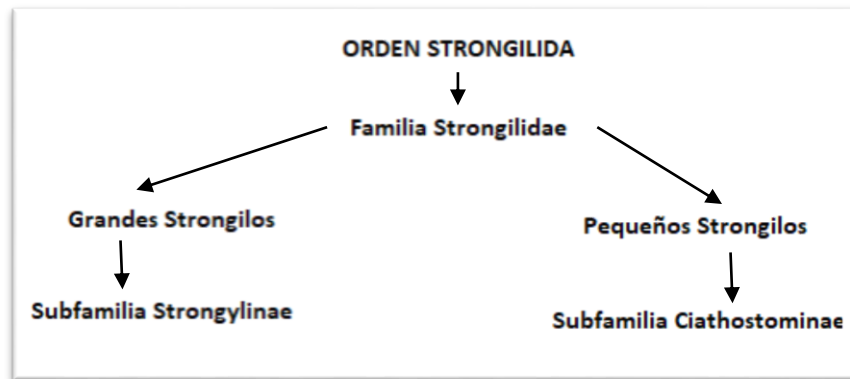 ORDEN STRONGILIDA
Familia Strongilidae
Grandes Strongilos
Pequeños Strongilos
Subfamilia Strongylinae
Subfamilia Ciathostominae